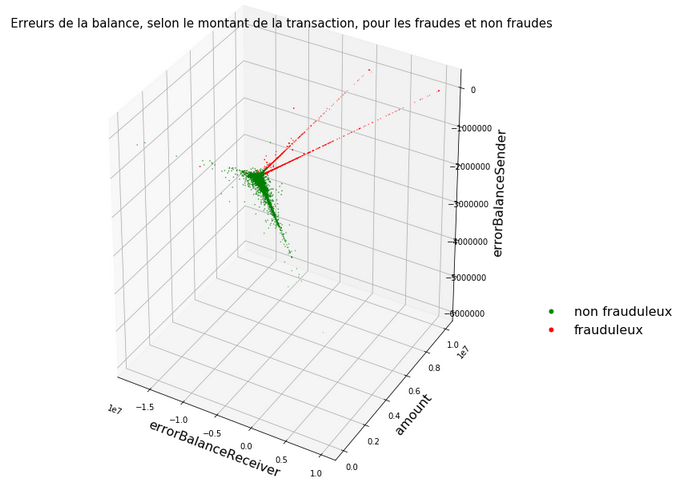 Erreurs de la balance, selon le montant de la transaction, pour les fraudes et non fraudes
0
−1000000
−2000000
−3000000
−4000000
−5000000
−6000000
errorBalanceSender
non frauduleux
frauduleux
1e7
1.0
0.8
0.6
0.4
0.2
0.0
amount
1e7
−1.5
−1.0
−0.5
0.0
0.5
1.0
errorBalanceReceiver